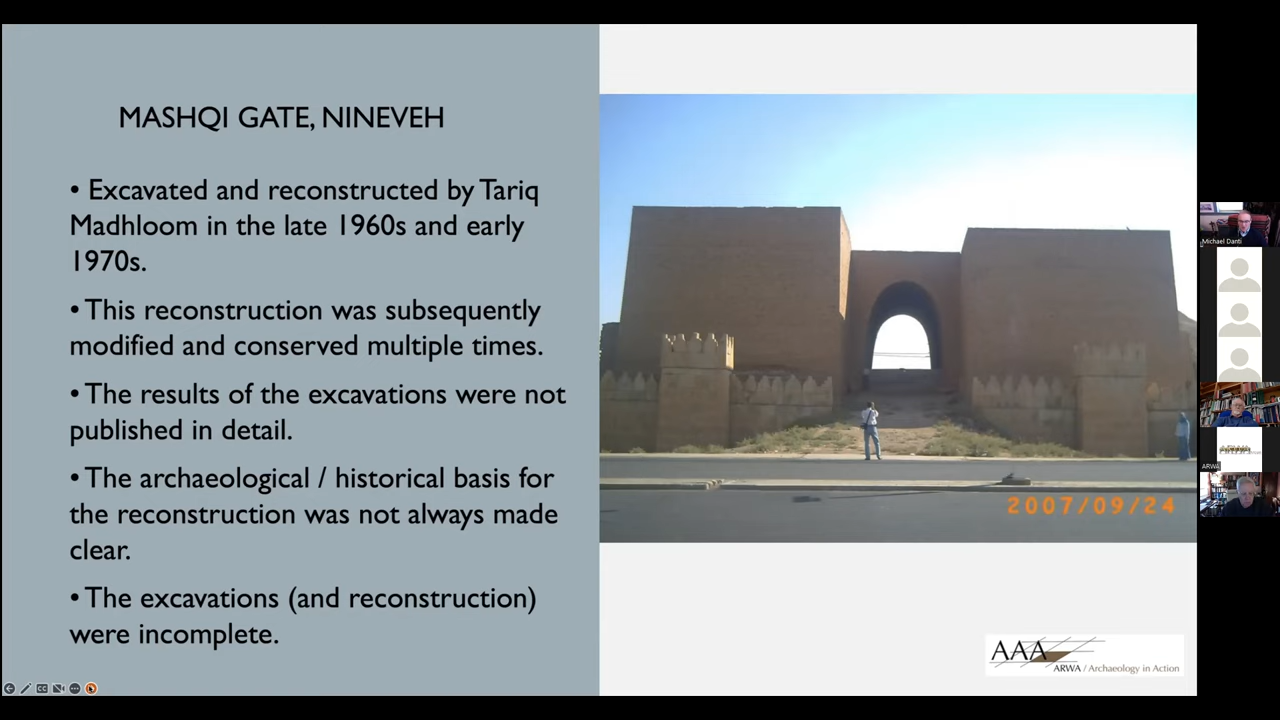 MASHQI GATE, NINEVEH
• Excavated and reconstructed by Tariq
Madhloom in the late 1960s and early
1970s.
• This reconstruction was subsequently
modified and conserved multiple times.
• The results of the excavations were not
published in detail.
• The archaeological / historical basis for
the reconstruction was not always made
clear.
• The excavations (and reconstruction)
were incomplete.
2007/09/24
AAA
ARWA / Archaeology in Action
Michael Danti
ARWA